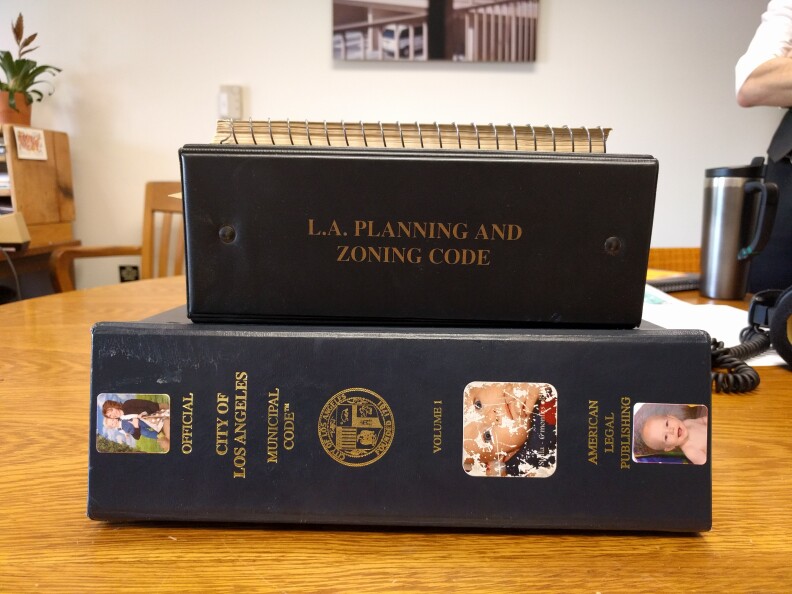 L.A. PLANNING AND
ZONING CODE
OFFICIAL
CITY OF
LOS ANGELES
MUNICIPAL
CODE™
VOLUME 1
AMERICAN
LEGAL
PUBLISHING